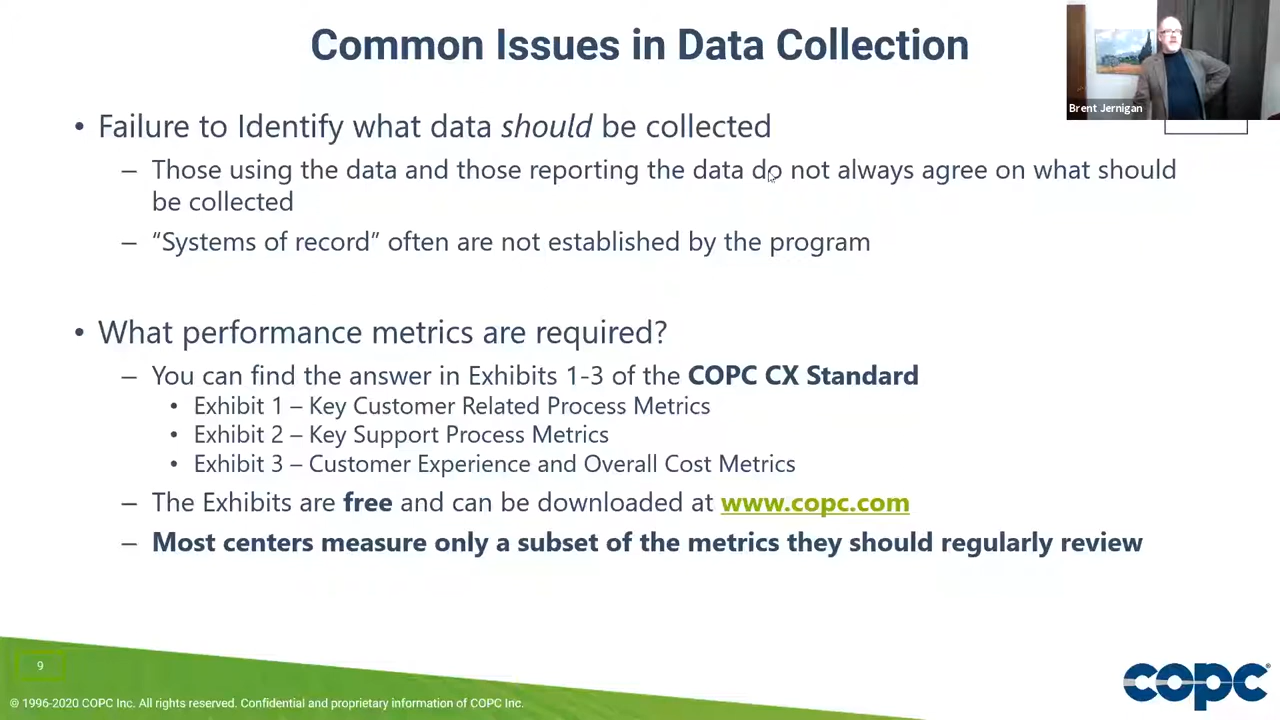 Common Issues in Data Collection
Brent Jernigan
• Failure to Identify what data should be collected
– Those using the data and those reporting the data do not always agree on what should
be collected
– “Systems of record” often are not established by the program
• What performance metrics are required?
– You can find the answer in Exhibits 1-3 of the COPC CX Standard
• Exhibit 1 – Key Customer Related Process Metrics
• Exhibit 2 – Key Support Process Metrics
• Exhibit 3 – Customer Experience and Overall Cost Metrics
– The Exhibits are free and can be downloaded at www.copc.com
– Most centers measure only a subset of the metrics they should regularly review
9
© 1996-2020 COPC Inc. All rights reserved. Confidential and proprietary information of COPC Inc.
copc®